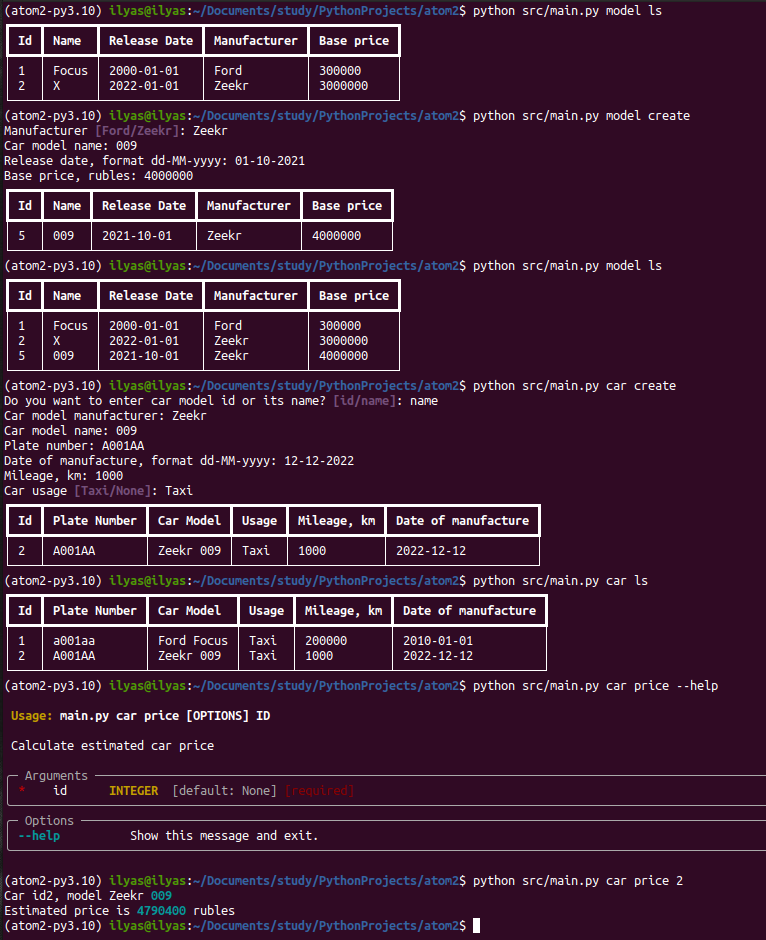 (atom2-py3.10) ilyas@ilyas:~/Documents/study/PythonProjects/atom2$ python src/main.py model ls
Id Name Release Date Manufacturer Base price
1 Focus 2000-01-01 Ford 300000
2 X 2022-01-01 Zeekr 3000000
(atom2-py3.10) ilyas@ilyas:~/Documents/study/PythonProjects/atom2$ python src/main.py model create
Manufacturer [Ford/Zeekr]: Zeekr
Car model name: 009
Release date, format dd-MM-yyyy: 01-10-2021
Base price, rubles: 4000000
Id Name Release Date Manufacturer Base price
5 009 2021-10-01 Zeekr 4000000
(atom2-py3.10) ilyas@ilyas:~/Documents/study/PythonProjects/atom2$ python src/main.py model ls
Id Name Release Date Manufacturer Base price
1 Focus 2000-01-01 Ford 300000
2 X 2022-01-01 Zeekr 3000000
5 009 2021-10-01 Zeekr 4000000
(atom2-py3.10) ilyas@ilyas:~/Documents/study/PythonProjects/atom2$ python src/main.py car create
Do you want to enter car model id or its name? [id/name]: name
Car model manufacturer: Zeekr
Car model name: 009
Plate number: A001AA
Date of manufacture, format dd-MM-yyyy: 12-12-2022
Mileage, km: 1000
Car usage [Taxi/None]: Taxi
Id Plate Number Car Model Usage Mileage, km Date of manufacture
2 A001AA Zeekr 009 Taxi 1000 2022-12-12
(atom2-py3.10) ilyas@ilyas:~/Documents/study/PythonProjects/atom2$ python src/main.py car ls
Id Plate Number Car Model Usage Mileage, km Date of manufacture
1 a001aa Ford Focus Taxi 200000 2010-01-01
2 A001AA Zeekr 009 Taxi 1000 2022-12-12
(atom2-py3.10) ilyas@ilyas:~/Documents/study/PythonProjects/atom2$ python src/main.py car price --help
Usage: main.py car price [OPTIONS] ID
Calculate estimated car price
Arguments
* id INTEGER [default: None] [required]
Options
--help Show this message and exit.
(atom2-py3.10) ilyas@ilyas:~/Documents/study/PythonProjects/atom2$ python src/main.py car price 2
Car id2, model Zeekr 009
Estimated price is 4790400 rubles
(atom2-py3.10) ilyas@ilyas:~/Documents/study/PythonProjects/atom2$